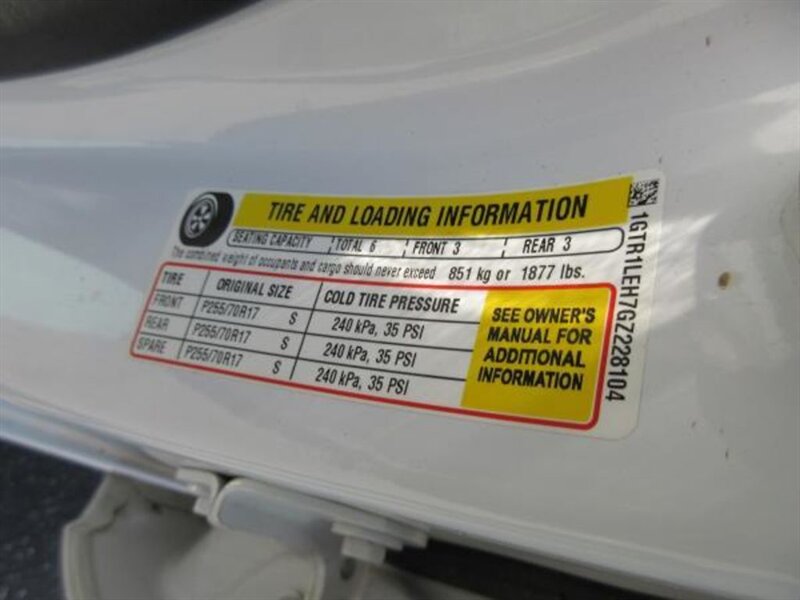 TIRE AND LOADING INFORMATION
SEATING CAPACITY TOTAL 6 FRONT 3 REAR 3
The combined weight of occupants and cargo should never exceed 851 kg or 1877 lbs.
TIRE ORIGINAL SIZE COLD TIRE PRESSURE
FRONT P255/70R17 S 240 kPa, 35 PSI
REAR P255/70R17 S 240 kPa, 35 PSI
SPARE P255/70R17 S 240 kPa, 35 PSI
SEE OWNER'S
MANUAL FOR
ADDITIONAL
INFORMATION
1GTR1LEH7GZ228104